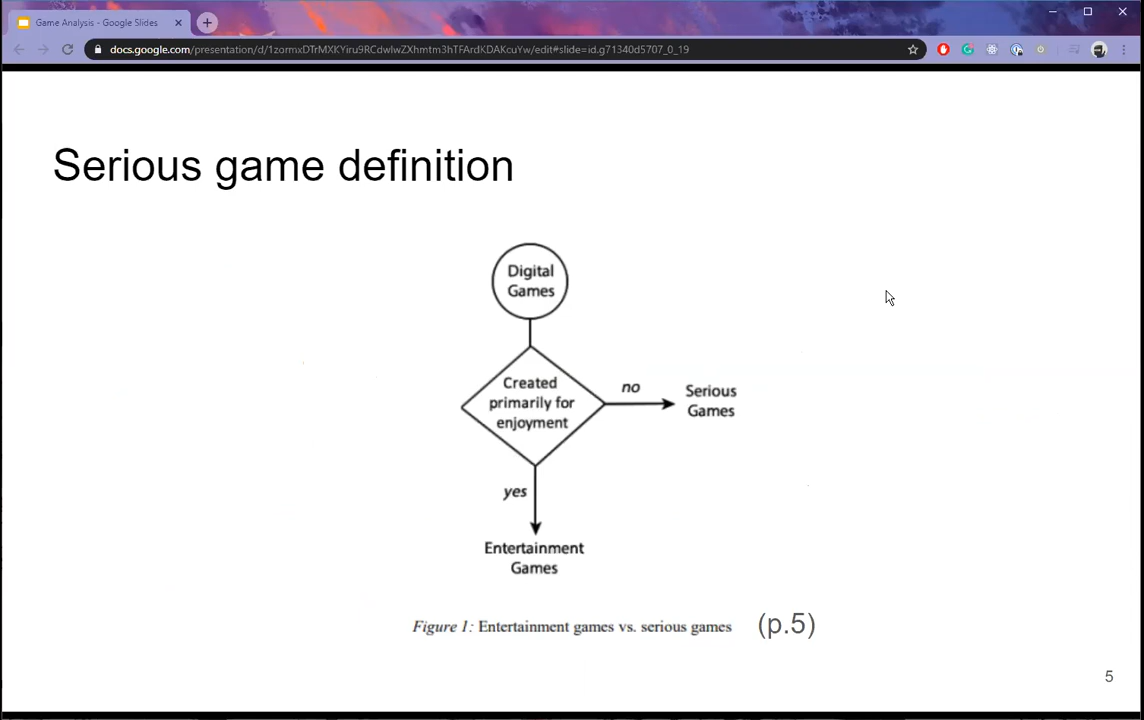 Game Analysis - Google Slides
docs.google.com/presentation/d/1zormxDTrMXKYiru9RCdwlwZXhmtm3hTFArdKDAKcuYw/edit#slide=id.g71340d5707_0_19
Serious game definition
Digital
Games
Created
primarily for
enjoyment
no
Serious
Games
yes
Entertainment
Games
Figure 1: Entertainment games vs. serious games (p.5)
5